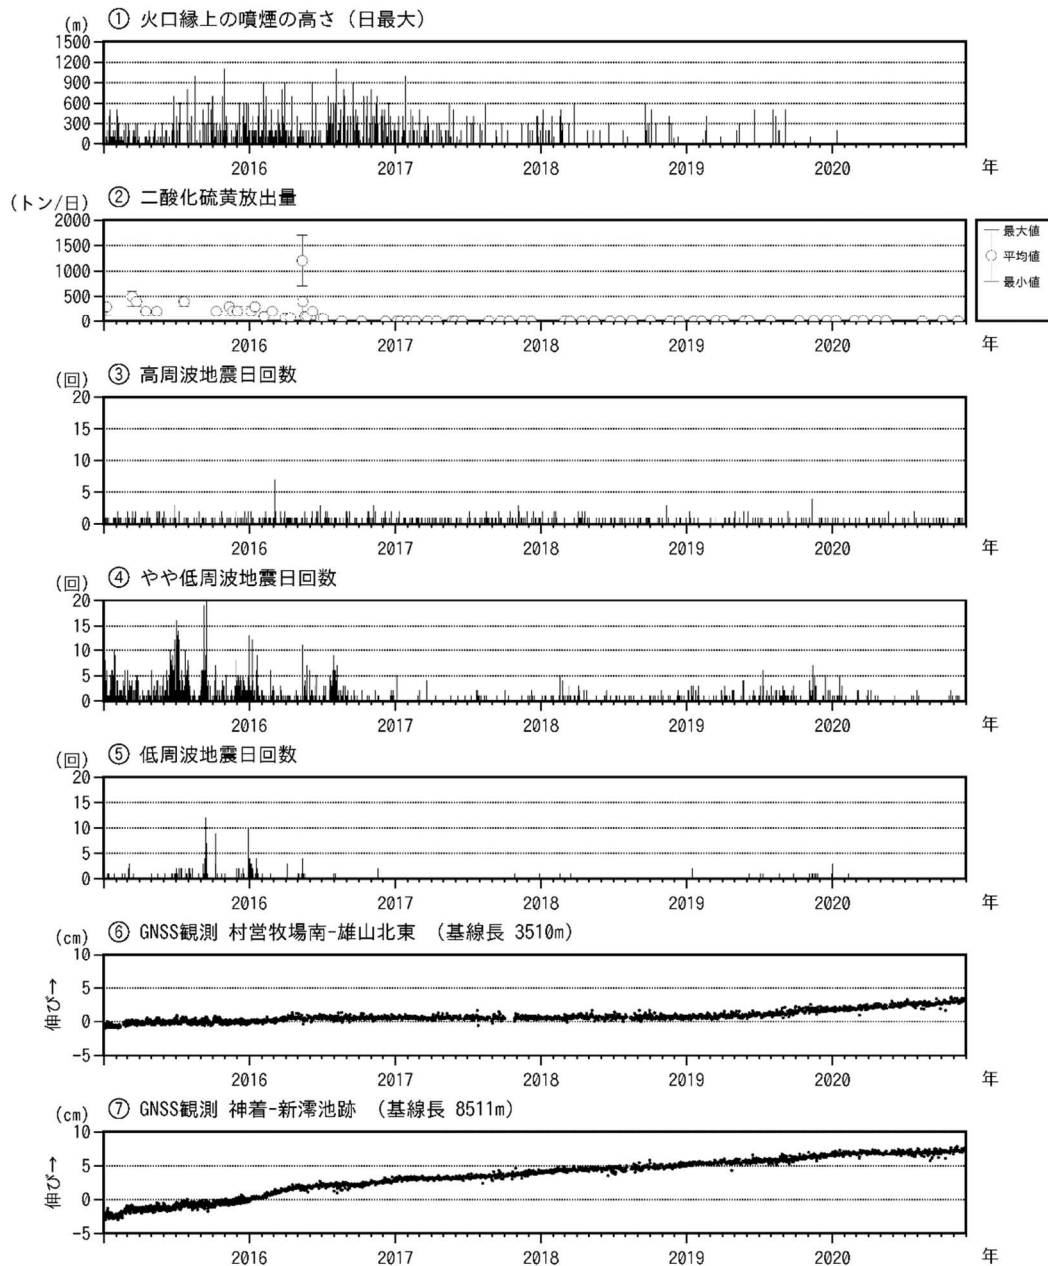 (m) ① 火口縁上の噴煙の高さ（日最大）
1500
1200
900
600
300
0
2016 2017 2018 2019 2020 年
(トン/日) ② 二酸化硫黄放出量
2000
1500
1000
500
0
最大値
平均値
最小値
2016 2017 2018 2019 2020 年
(回) ③ 高周波地震日回数
20
15
10
5
0
2016 2017 2018 2019 2020 年
(回) ④ やや低周波地震日回数
20
15
10
5
0
2016 2017 2018 2019 2020 年
(回) ⑤ 低周波地震日回数
20
15
10
5
0
2016 2017 2018 2019 2020 年
(cm) ⑥ GNSS観測 村営牧場南-雄山北東 （基線長 3510m）
10
5
0
-5
伸び→
2016 2017 2018 2019 2020 年
(cm) ⑦ GNSS観測 神着-新澪池跡 （基線長 8511m）
10
5
0
-5
伸び→
2016 2017 2018 2019 2020 年